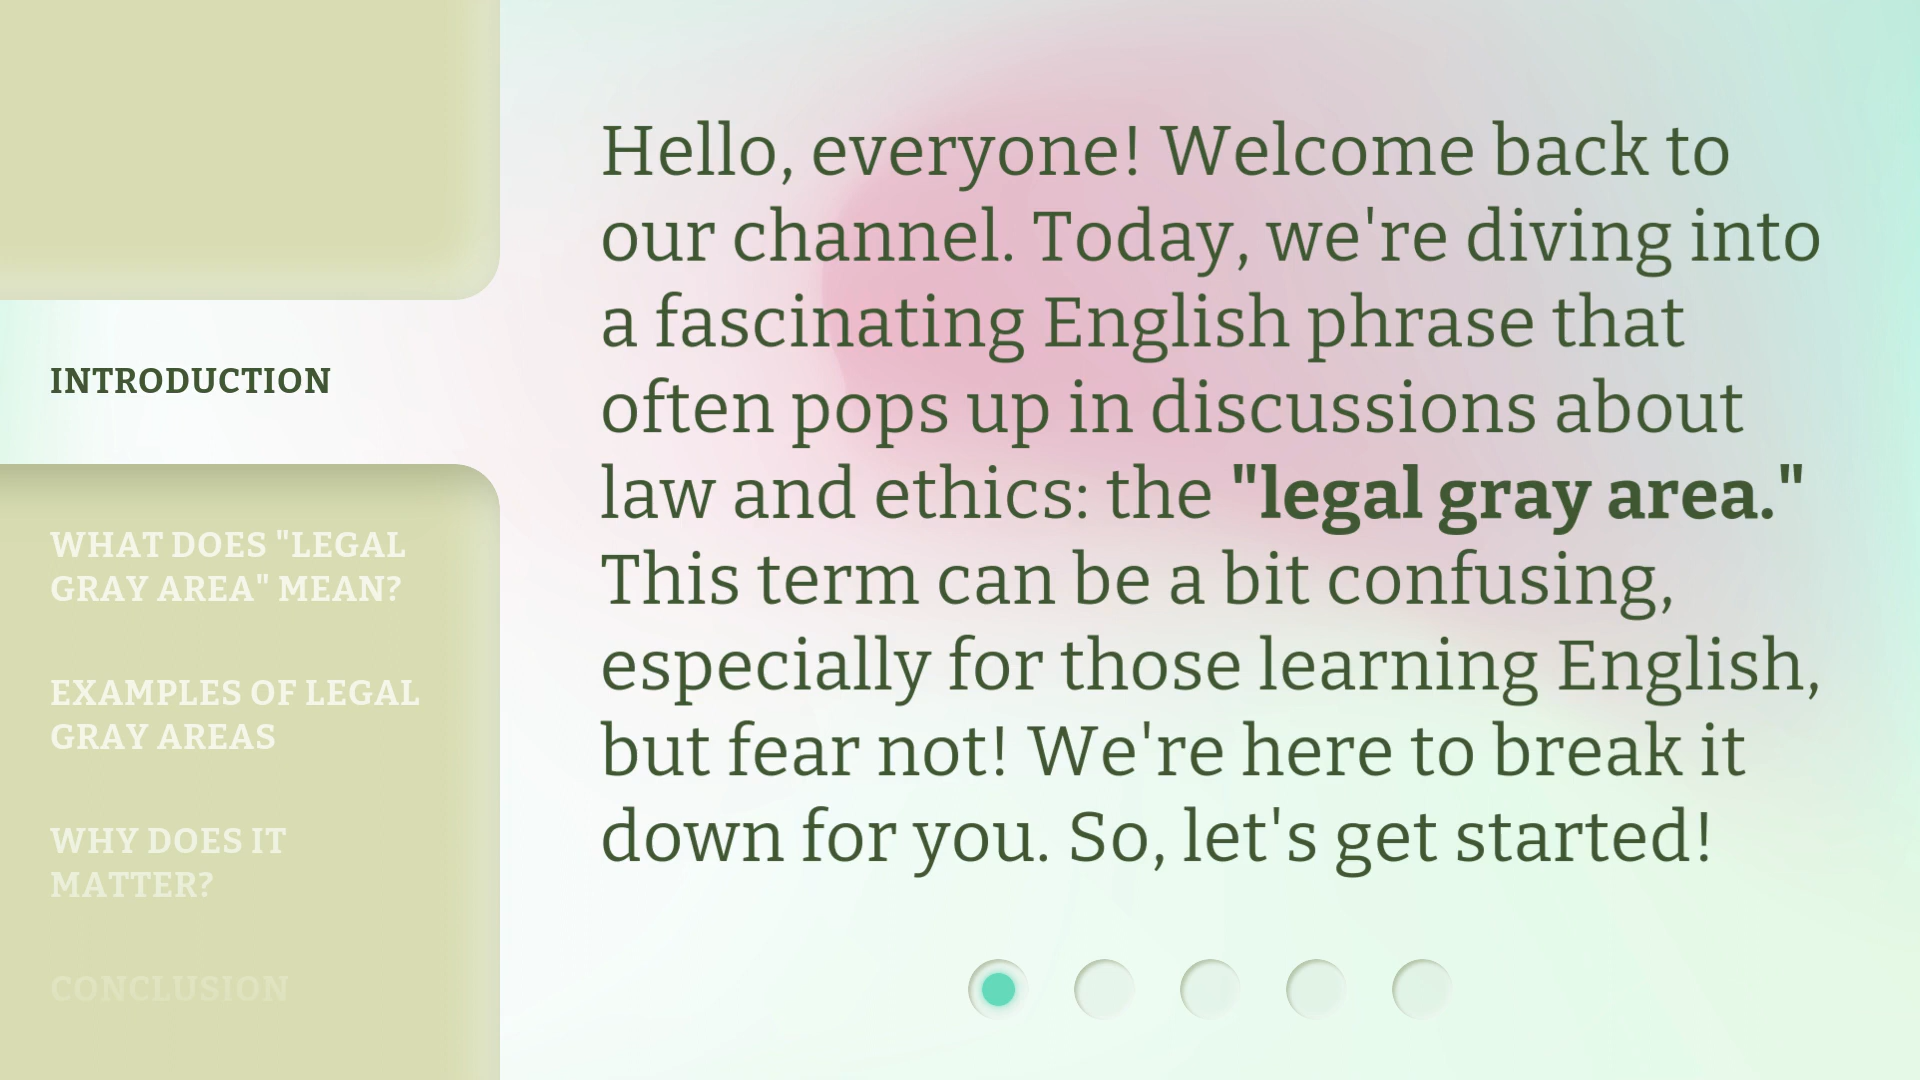 INTRODUCTION
WHAT DOES "LEGAL
GRAY AREA" MEAN?
EXAMPLES OF LEGAL
GRAY AREAS
WHY DOES IT
MATTER?
CONCLUSION
Hello, everyone! Welcome back to
our channel. Today, we're diving into
a fascinating English phrase that
often pops up in discussions about
law and ethics: the "legal gray area."
This term can be a bit confusing,
especially for those learning English,
but fear not! We're here to break it
down for you. So, let's get started!